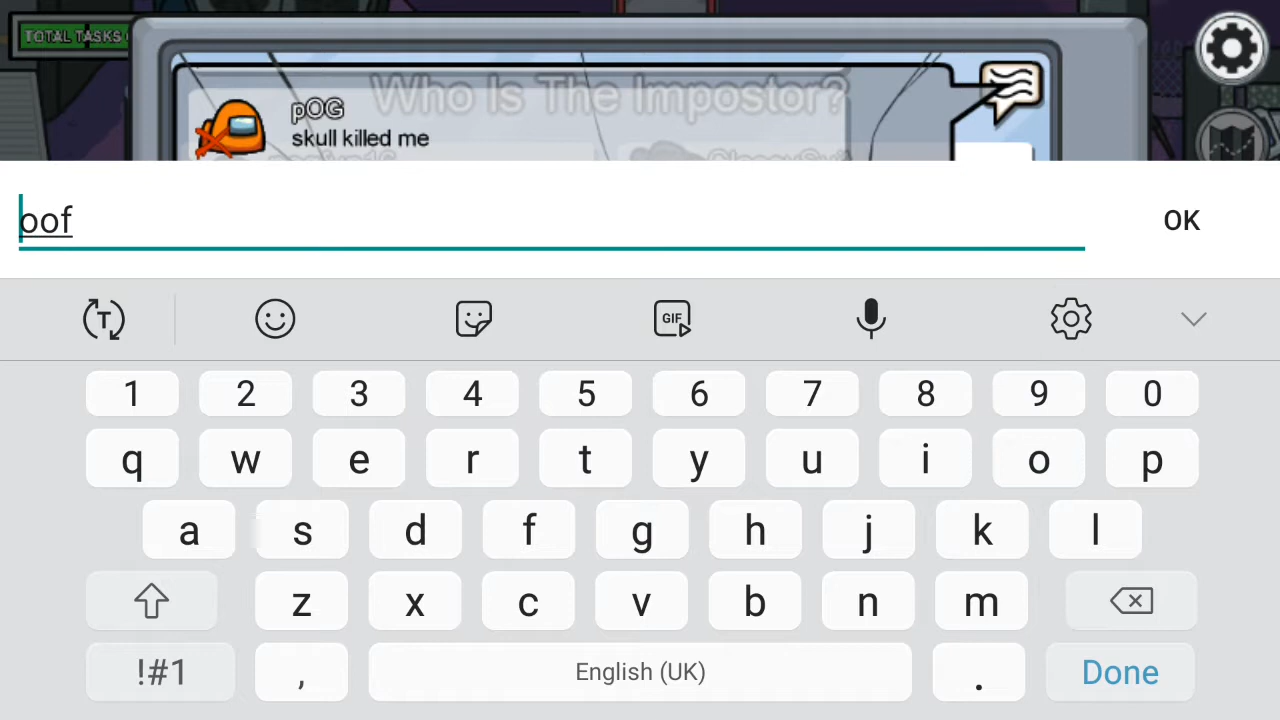 TOTAL TASKS
Who Is The Impostor?
pOG
skull killed me
oof
OK
T
GIF
1 2 3 4 5 6 7 8 9 0
q w e r t y u i o p
a s d f g h j k l
z x c v b n m
!#1 , English (UK) . Done